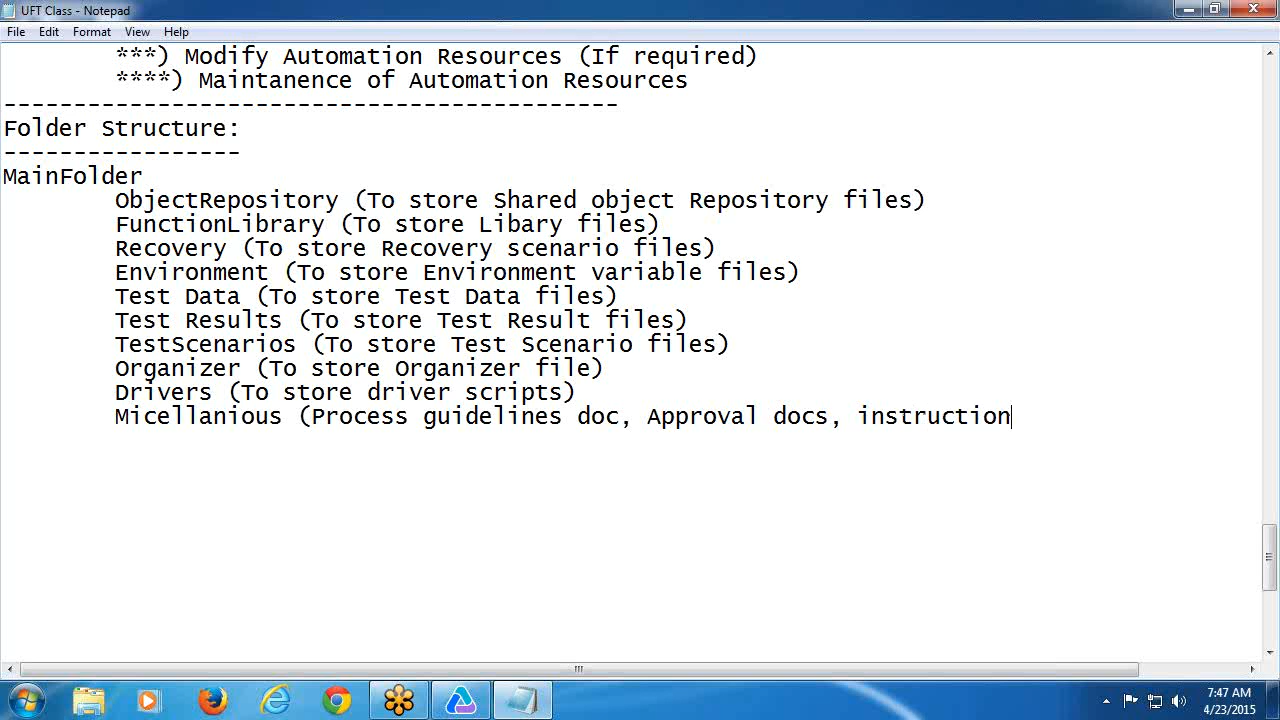 UFT Class - Notepad
File Edit Format View Help
***) Modify Automation Resources (If required)
****) Maintanence of Automation Resources
--------------------------------------------
Folder Structure:
-----------------
MainFolder
ObjectRepository (To store Shared object Repository files)
FunctionLibrary (To store Libary files)
Recovery (To store Recovery scenario files)
Environment (To store Environment variable files)
Test Data (To store Test Data files)
Test Results (To store Test Result files)
TestScenarios (To store Test Scenario files)
Organizer (To store Organizer file)
Drivers (To store driver scripts)
Micellanious (Process guidelines doc, Approval docs, instruction
7:47 AM
4/23/2015